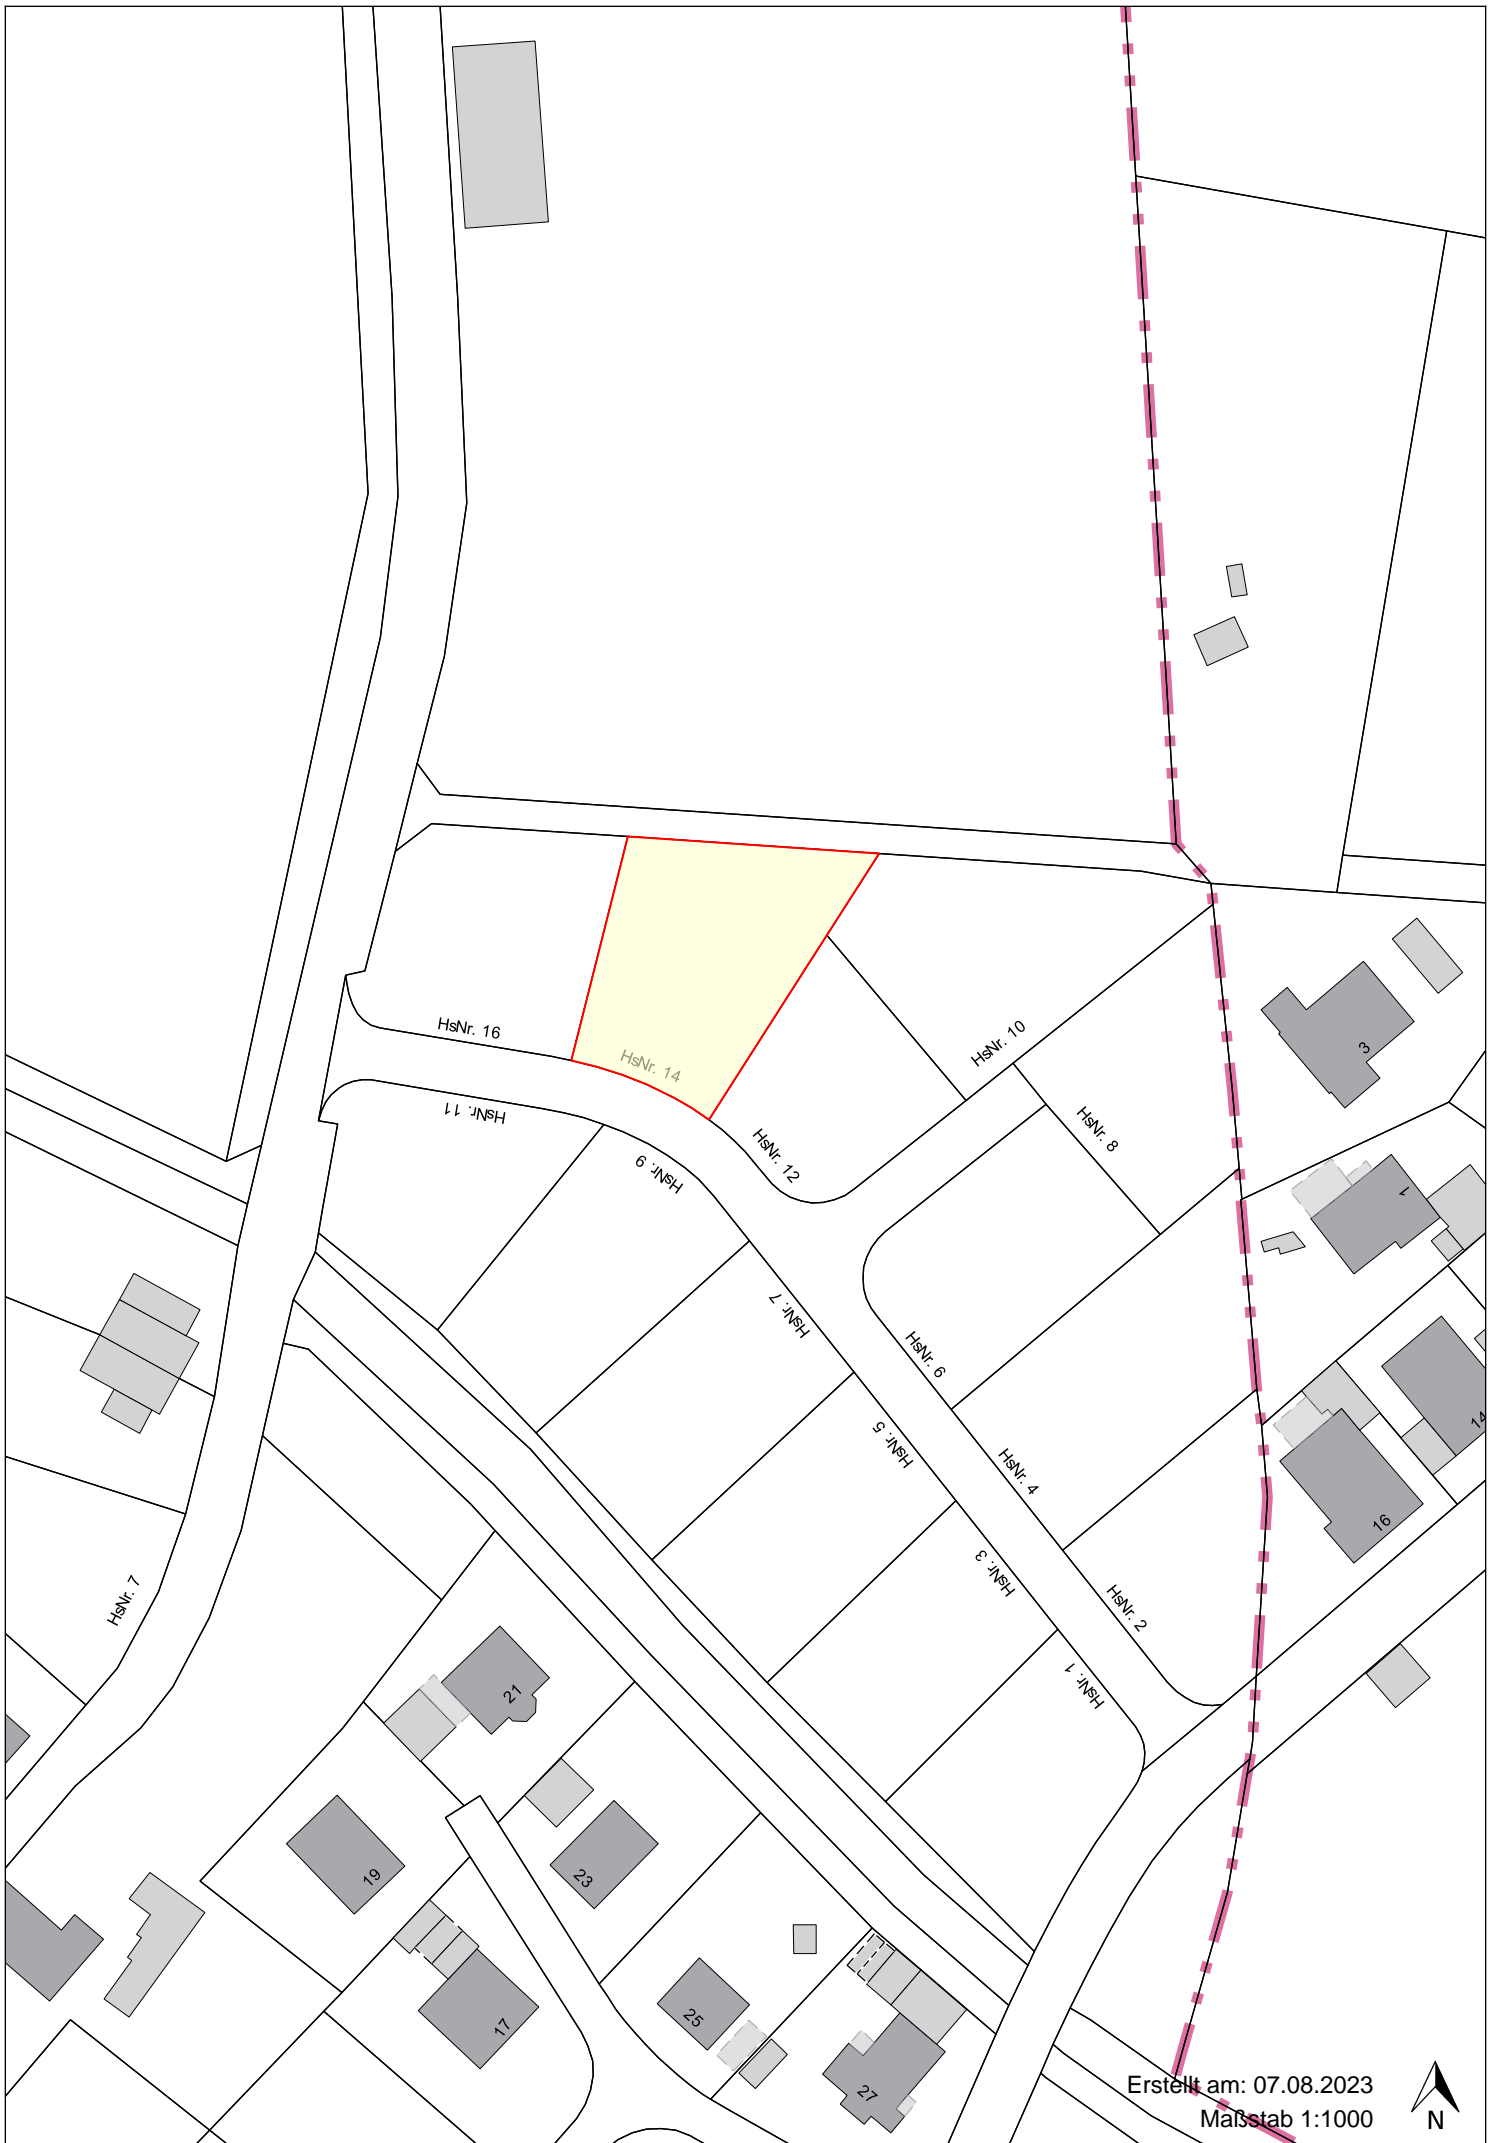 HsNr. 16
HsNr. 14
HsNr. 10
3
HsNr. 11
HsNr. 12
HsNr. 8
HsNr. 9
1
HsNr. 7
HsNr. 6
14
HsNr. 5
HsNr. 4
16
HsNr. 7
HsNr. 3
HsNr. 2
HsNr. 1
21
19
23
17
25
27
Erstellt am: 07.08.2023
Maßstab 1:1000
N